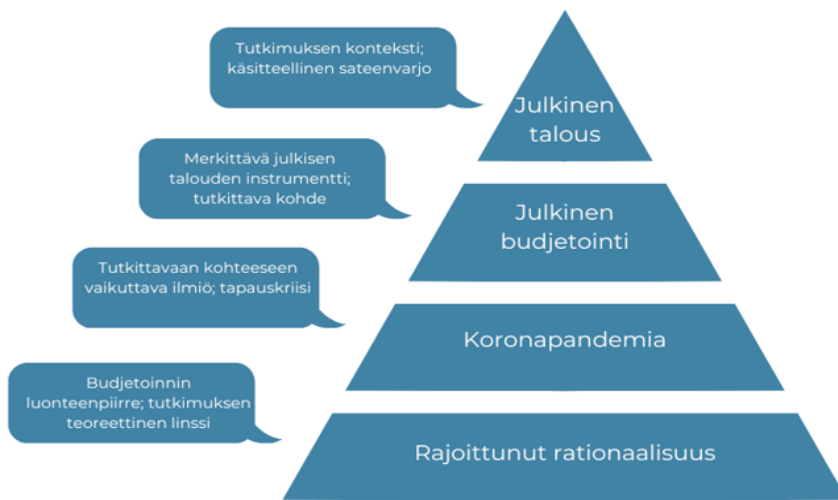 Tutkimuksen konteksti;
käsitteellinen sateenvarjo
Julkinen
talous
Merkittävä julkisen
talouden instrumentti;
tutkittava kohde
Julkinen
budjetointi
Tutkittavaan kohteeseen
vaikuttava ilmiö; tapauskriisi
Koronapandemia
Budjetoinnin
luonteenpiirre; tutkimuksen
teoreettinen linssi
Rajoittunut rationaalisuus